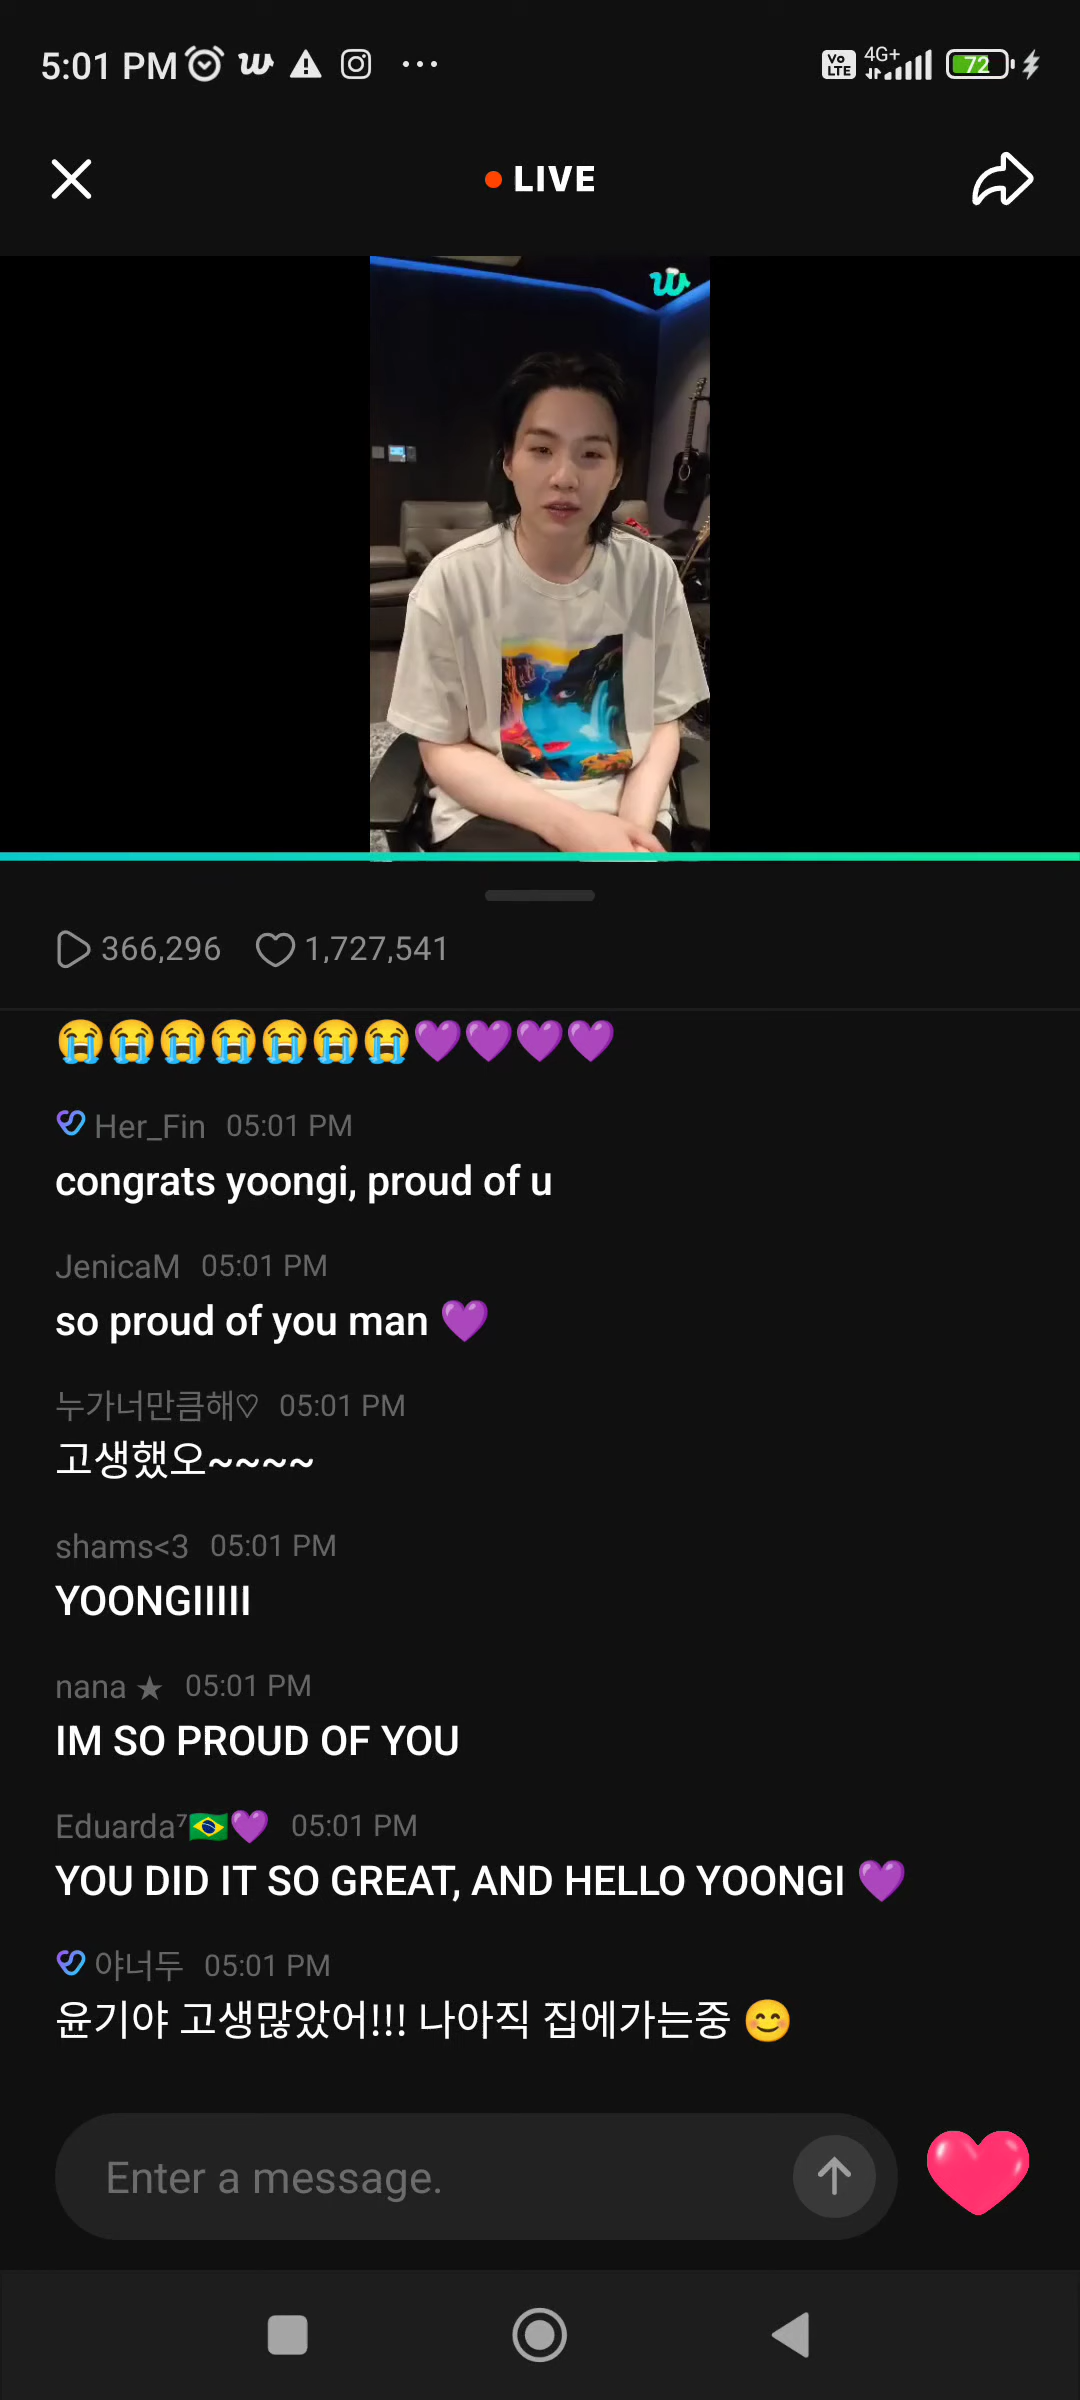 5:01 PM
Vo LTE 4G+ 72
LIVE
366,296 1,727,541
😭😭😭😭😭😭😭💜💜💜💜
Her_Fin 05:01 PM
congrats yoongi, proud of u
JenicaM 05:01 PM
so proud of you man 💜
누가너만큼해♡ 05:01 PM
고생했오~~~~
shams<3 05:01 PM
YOONGIIIII
nana ★ 05:01 PM
IM SO PROUD OF YOU
Eduarda⁷🇧🇷💜 05:01 PM
YOU DID IT SO GREAT, AND HELLO YOONGI 💜
야너두 05:01 PM
윤기야 고생많았어!!! 나아직 집에가는중 😊
Enter a message.